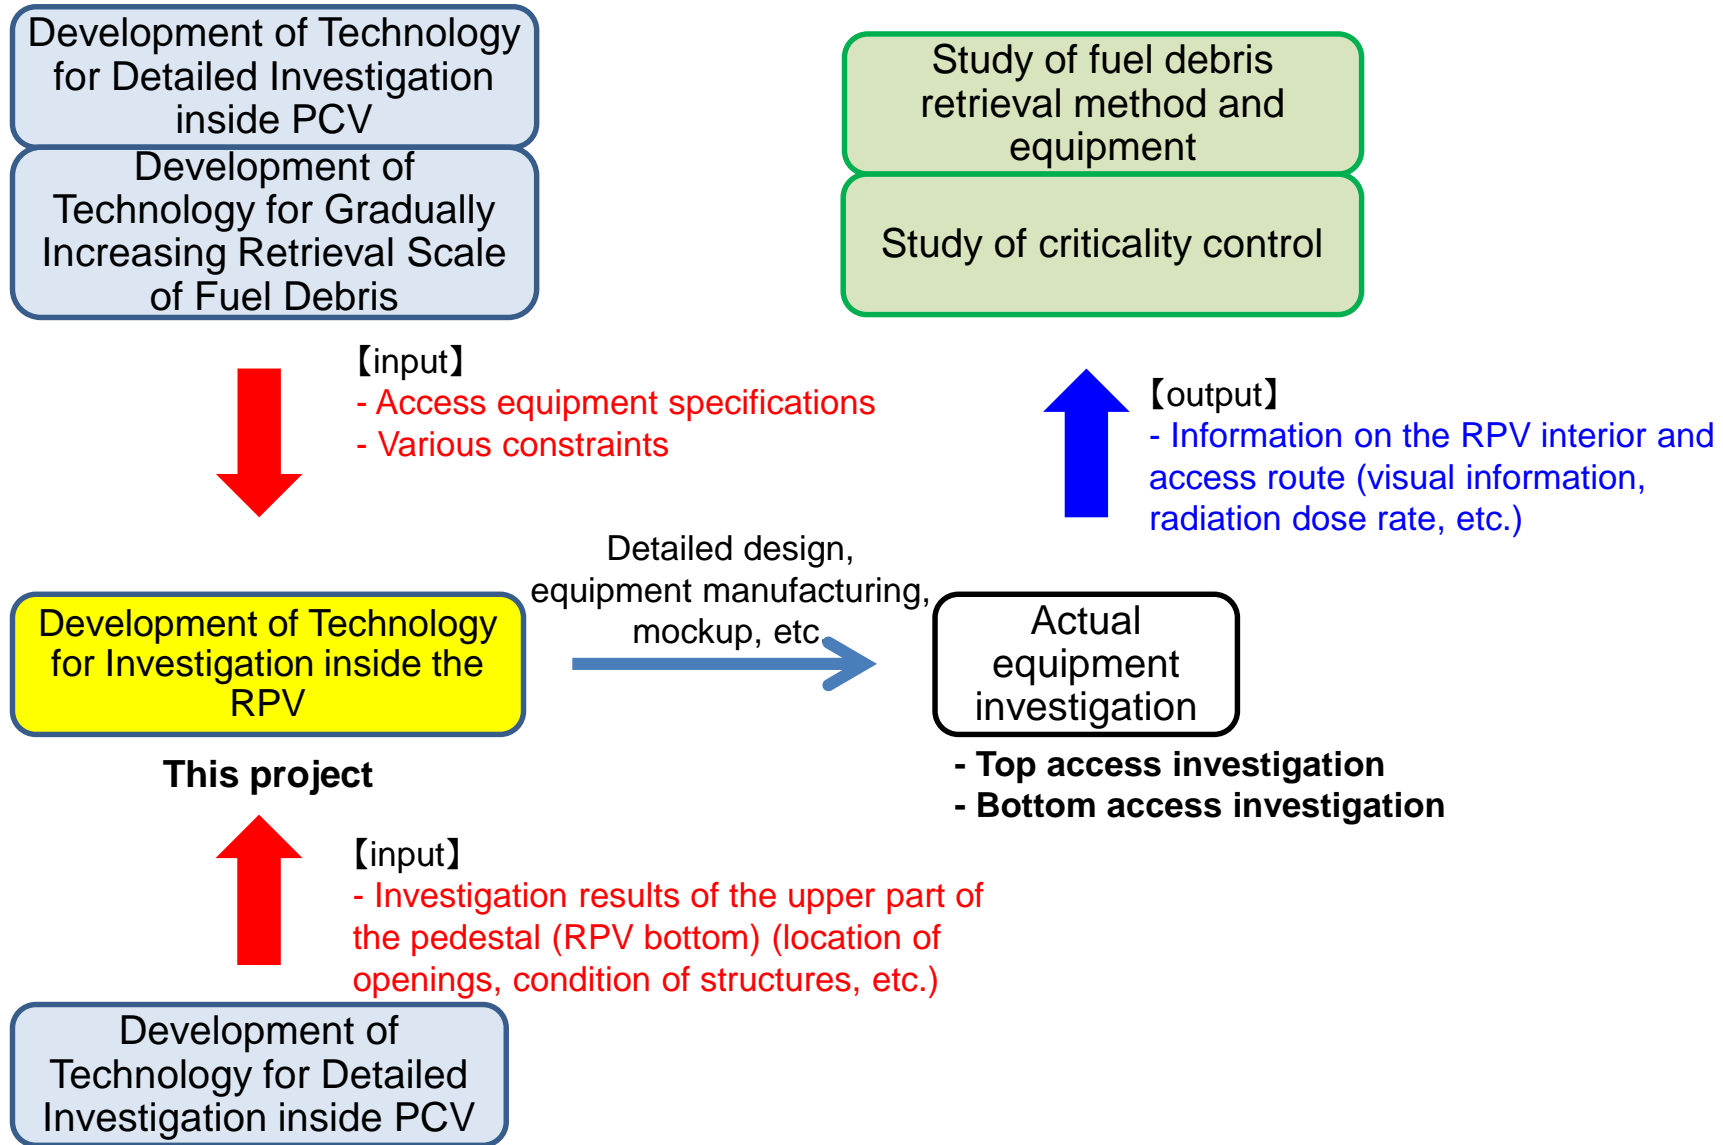 Development of Technology
for Detailed Investigation
inside PCV
Development of
Technology for Gradually
Increasing Retrieval Scale
of Fuel Debris
Study of fuel debris
retrieval method and
equipment
Study of criticality control
【input】
- Access equipment specifications
- Various constraints
【output】
- Information on the RPV interior and
access route (visual information,
radiation dose rate, etc.)
Development of Technology
for Investigation inside the
RPV
This project
Detailed design,
equipment manufacturing,
mockup, etc.
Actual
equipment
investigation
- Top access investigation
- Bottom access investigation
【input】
- Investigation results of the upper part of
the pedestal (RPV bottom) (location of
openings, condition of structures, etc.)
Development of
Technology for Detailed
Investigation inside PCV